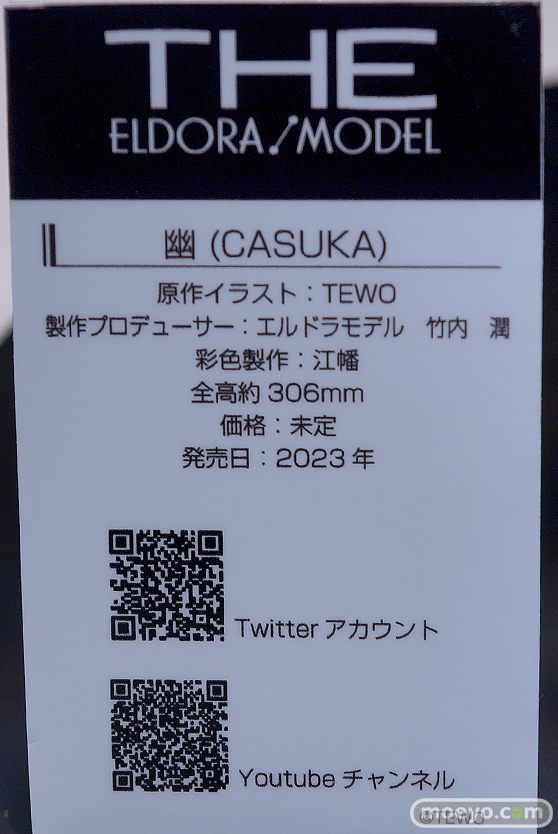 THE
ELDORA MODEL
幽 (CASUKA)
原作イラスト：TEWO
製作プロデューサー：エルドラモデル 竹内 潤
彩色製作：江幡
全高約 306mm
価格：未定
発売日：2023 年
Twitter アカウント
Youtube チャンネル
©TEWO
moeyo.com